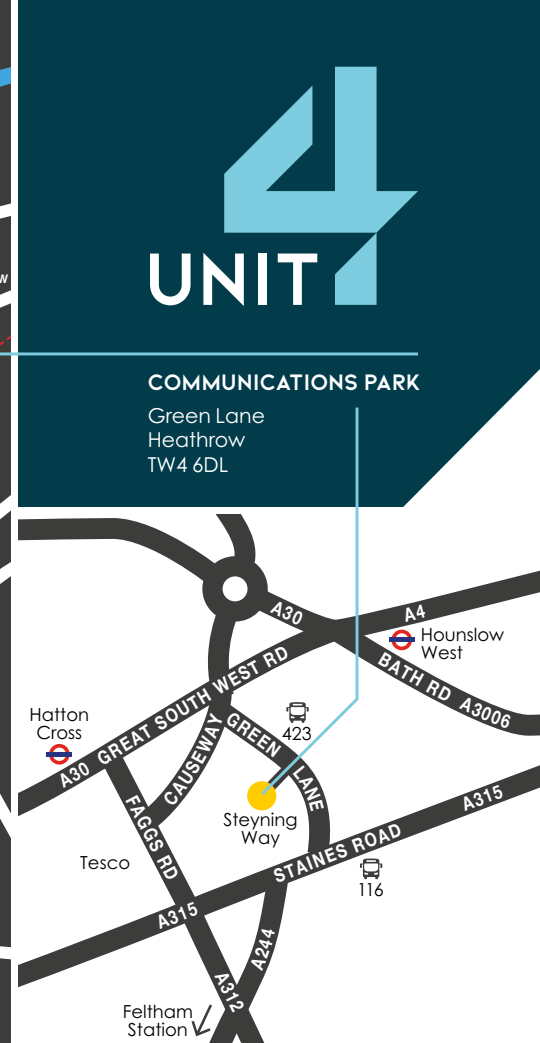 4
UNIT
COMMUNICATIONS PARK
Green Lane
Heathrow
TW4 6DL
A30
A4
Hounslow
West
BATH RD A3006
A30 GREAT SOUTH WEST RD
Hatton
Cross
423
GREEN LANE
CAUSEWAY
FAGGS RD
Steyning
Way
A315
STAINES ROAD
Tesco
116
A315
A244
A312
Feltham
Station